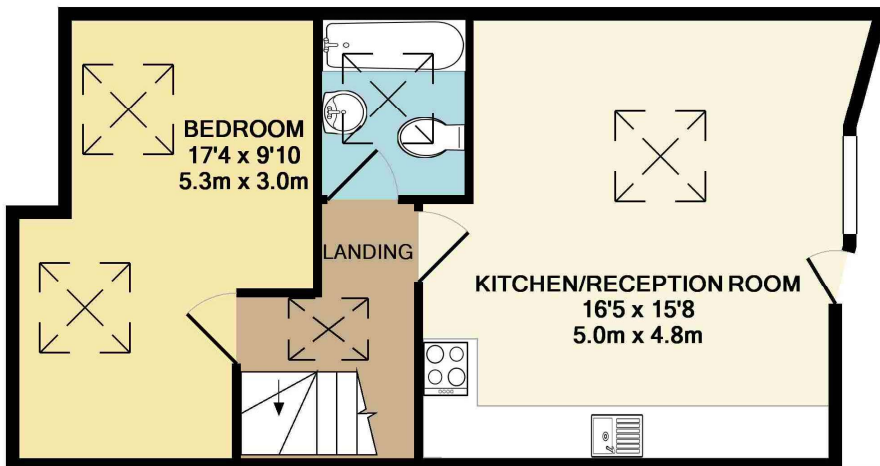 BEDROOM
17'4 x 9'10
5.3m x 3.0m
LANDING
KITCHEN/RECEPTION ROOM
16'5 x 15'8
5.0m x 4.8m